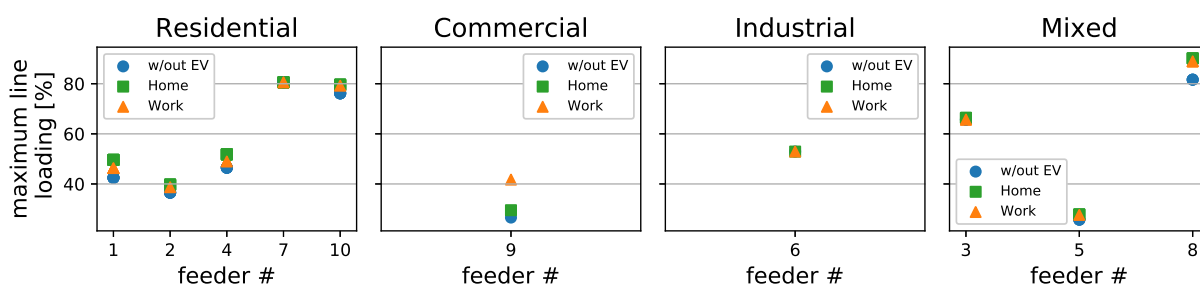 Residential
Commercial
Industrial
Mixed
maximum line
loading [%]
80
60
40
w/out EV
Home
Work
w/out EV
Home
Work
w/out EV
Home
Work
w/out EV
Home
Work
1 2 4 7 10
9
6
3 5 8
feeder #
feeder #
feeder #
feeder #